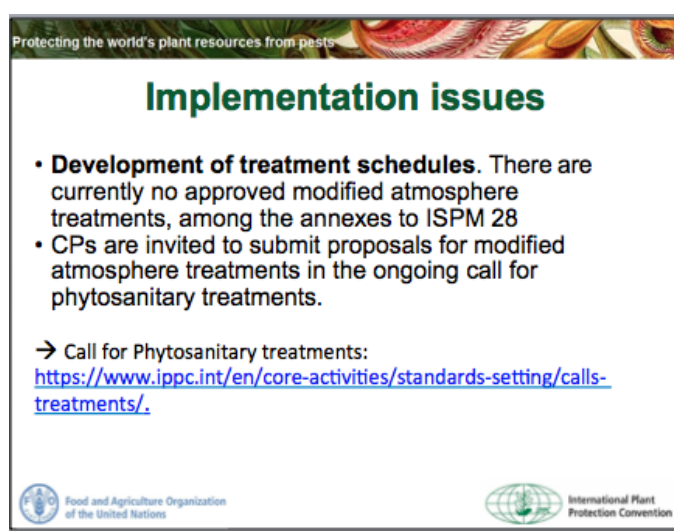 Protecting the world's plant resources from pests
Implementation issues
• Development of treatment schedules. There are
currently no approved modified atmosphere
treatments, among the annexes to ISPM 28
• CPs are invited to submit proposals for modified
atmosphere treatments in the ongoing call for
phytosanitary treatments.
→ Call for Phytosanitary treatments:
https://www.ippc.int/en/core-activities/standards-setting/calls-
treatments/.
Food and Agriculture Organization
of the United Nations
International Plant
Protection Convention